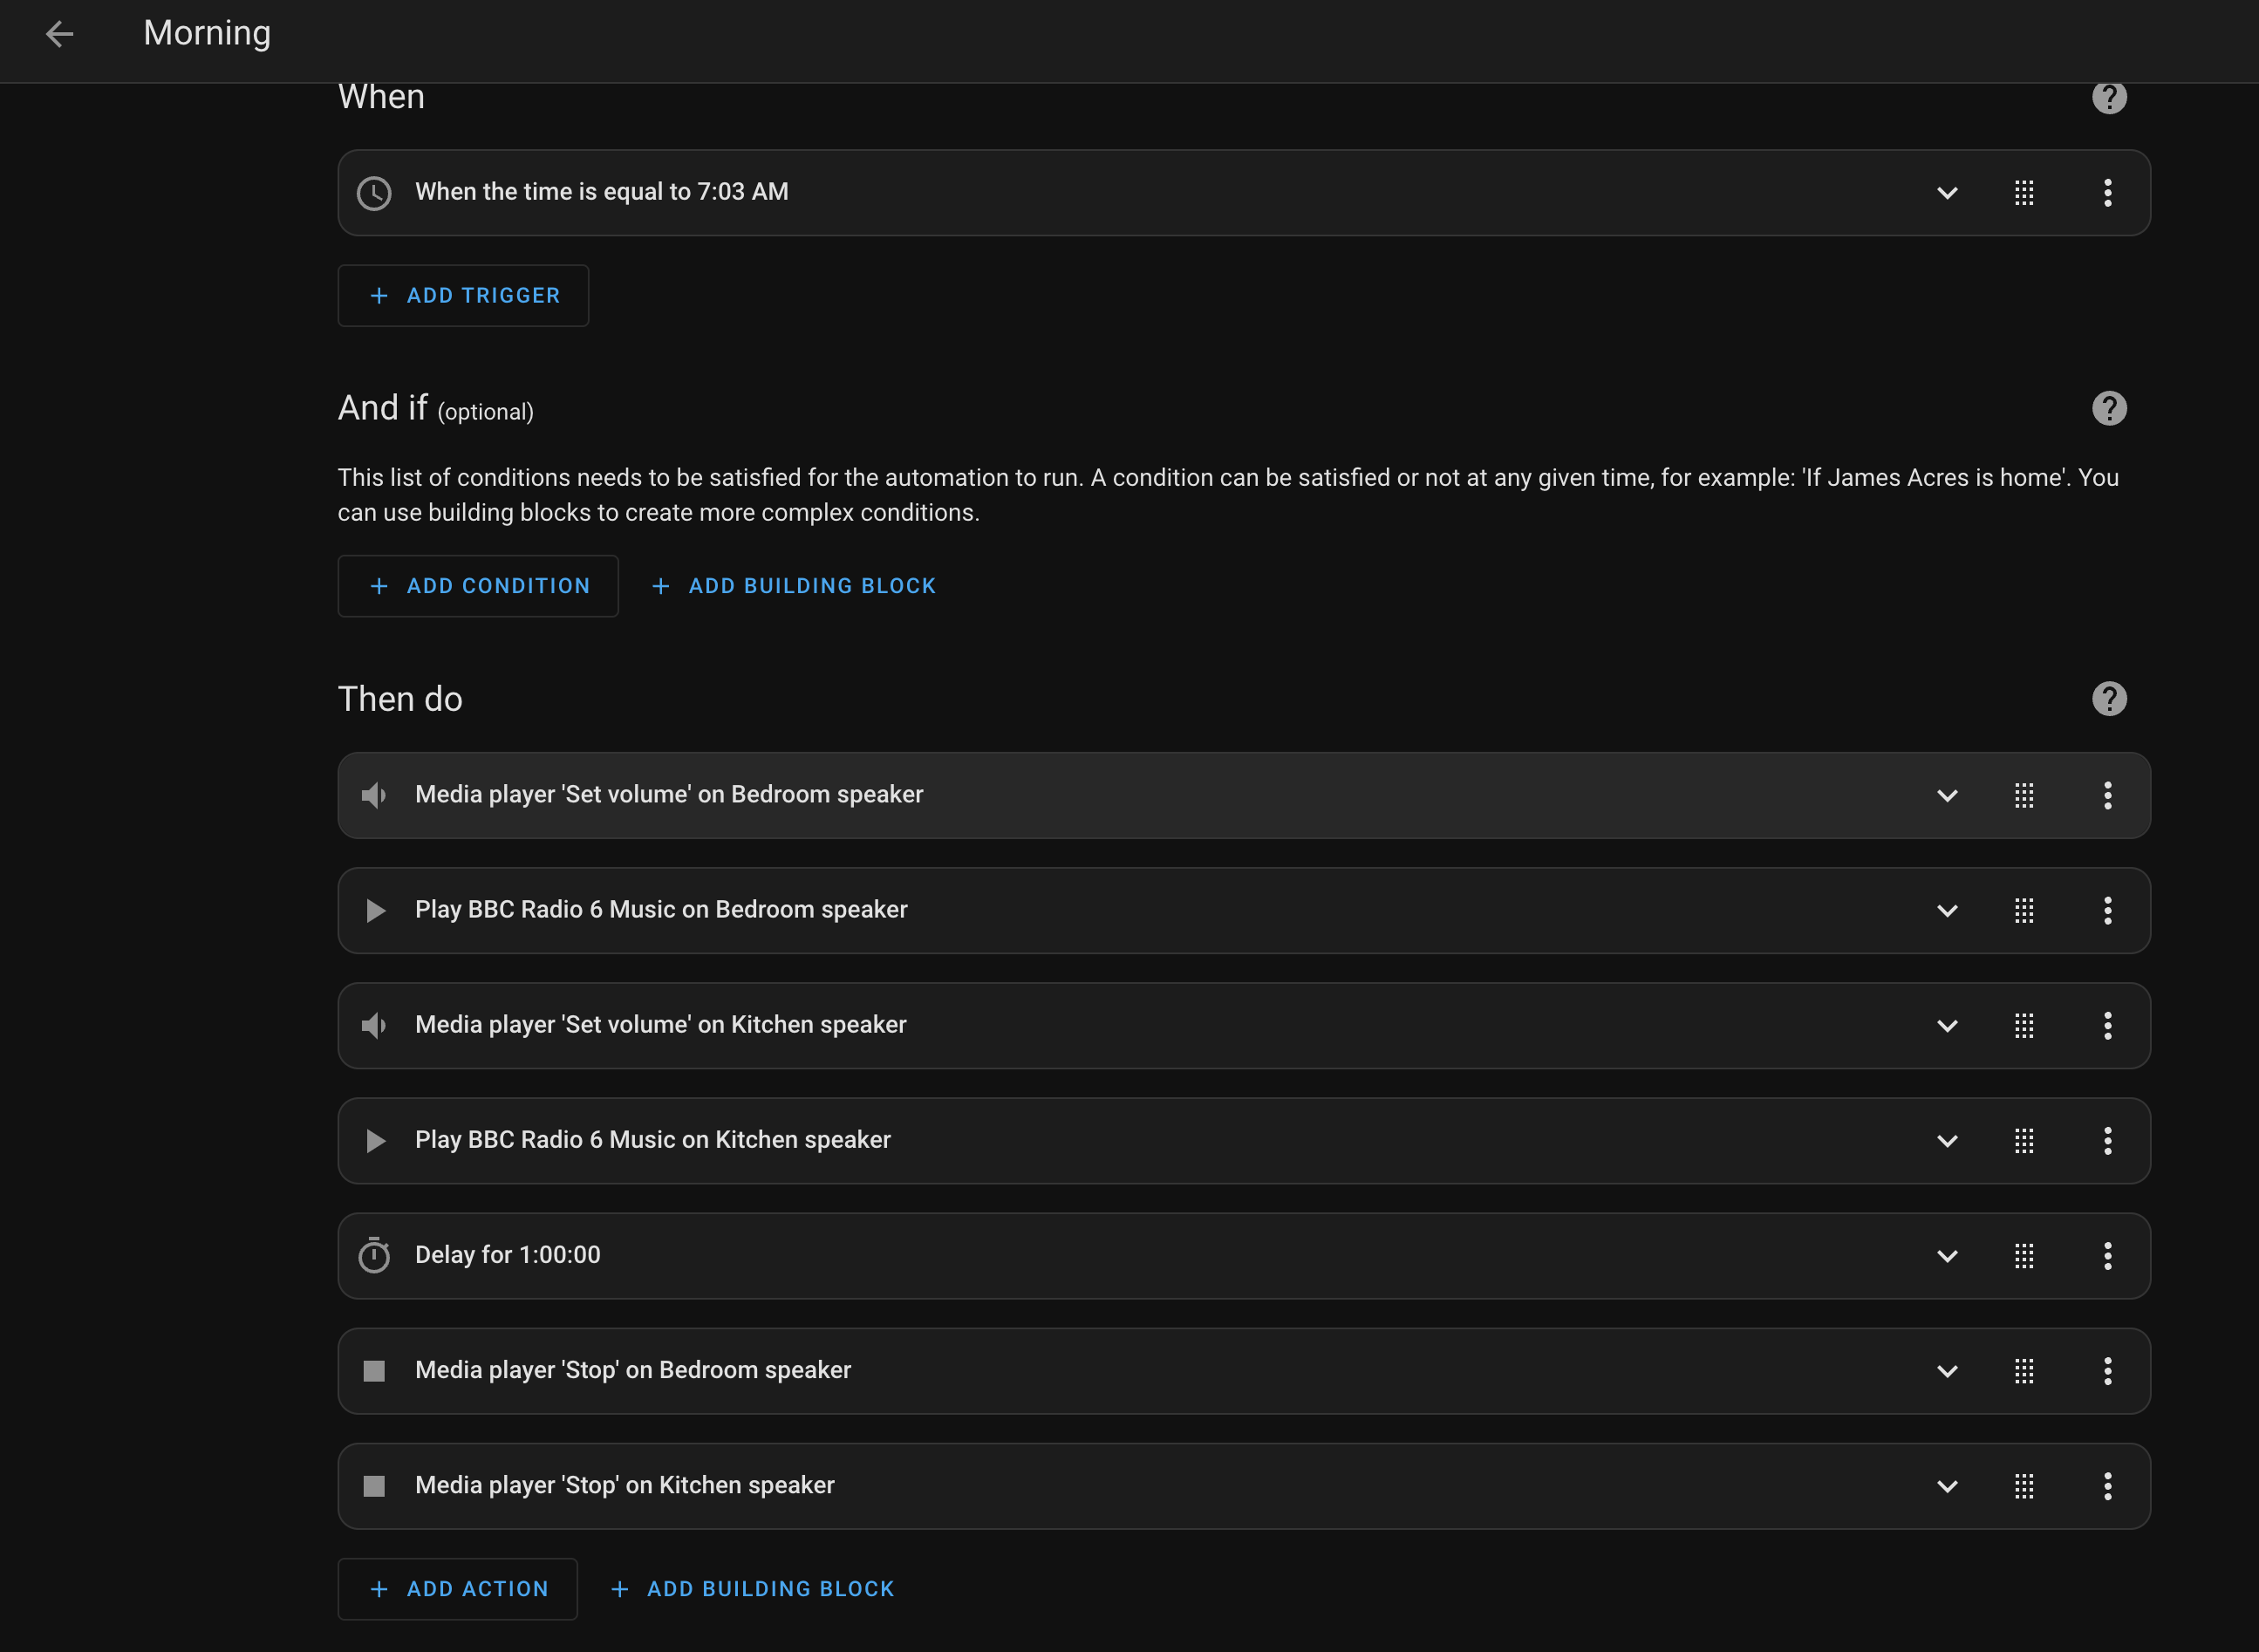 Morning
When
When the time is equal to 7:03 AM
ADD TRIGGER
And if (optional)
This list of conditions needs to be satisfied for the automation to run. A condition can be satisfied or not at any given time, for example: 'If James Acres is home'. You
can use building blocks to create more complex conditions.
ADD CONDITION
ADD BUILDING BLOCK
Then do
Media player 'Set volume' on Bedroom speaker
Play BBC Radio 6 Music on Bedroom speaker
Media player 'Set volume' on Kitchen speaker
Play BBC Radio 6 Music on Kitchen speaker
Delay for 1:00:00
Media player 'Stop' on Bedroom speaker
Media player 'Stop' on Kitchen speaker
ADD ACTION
ADD BUILDING BLOCK